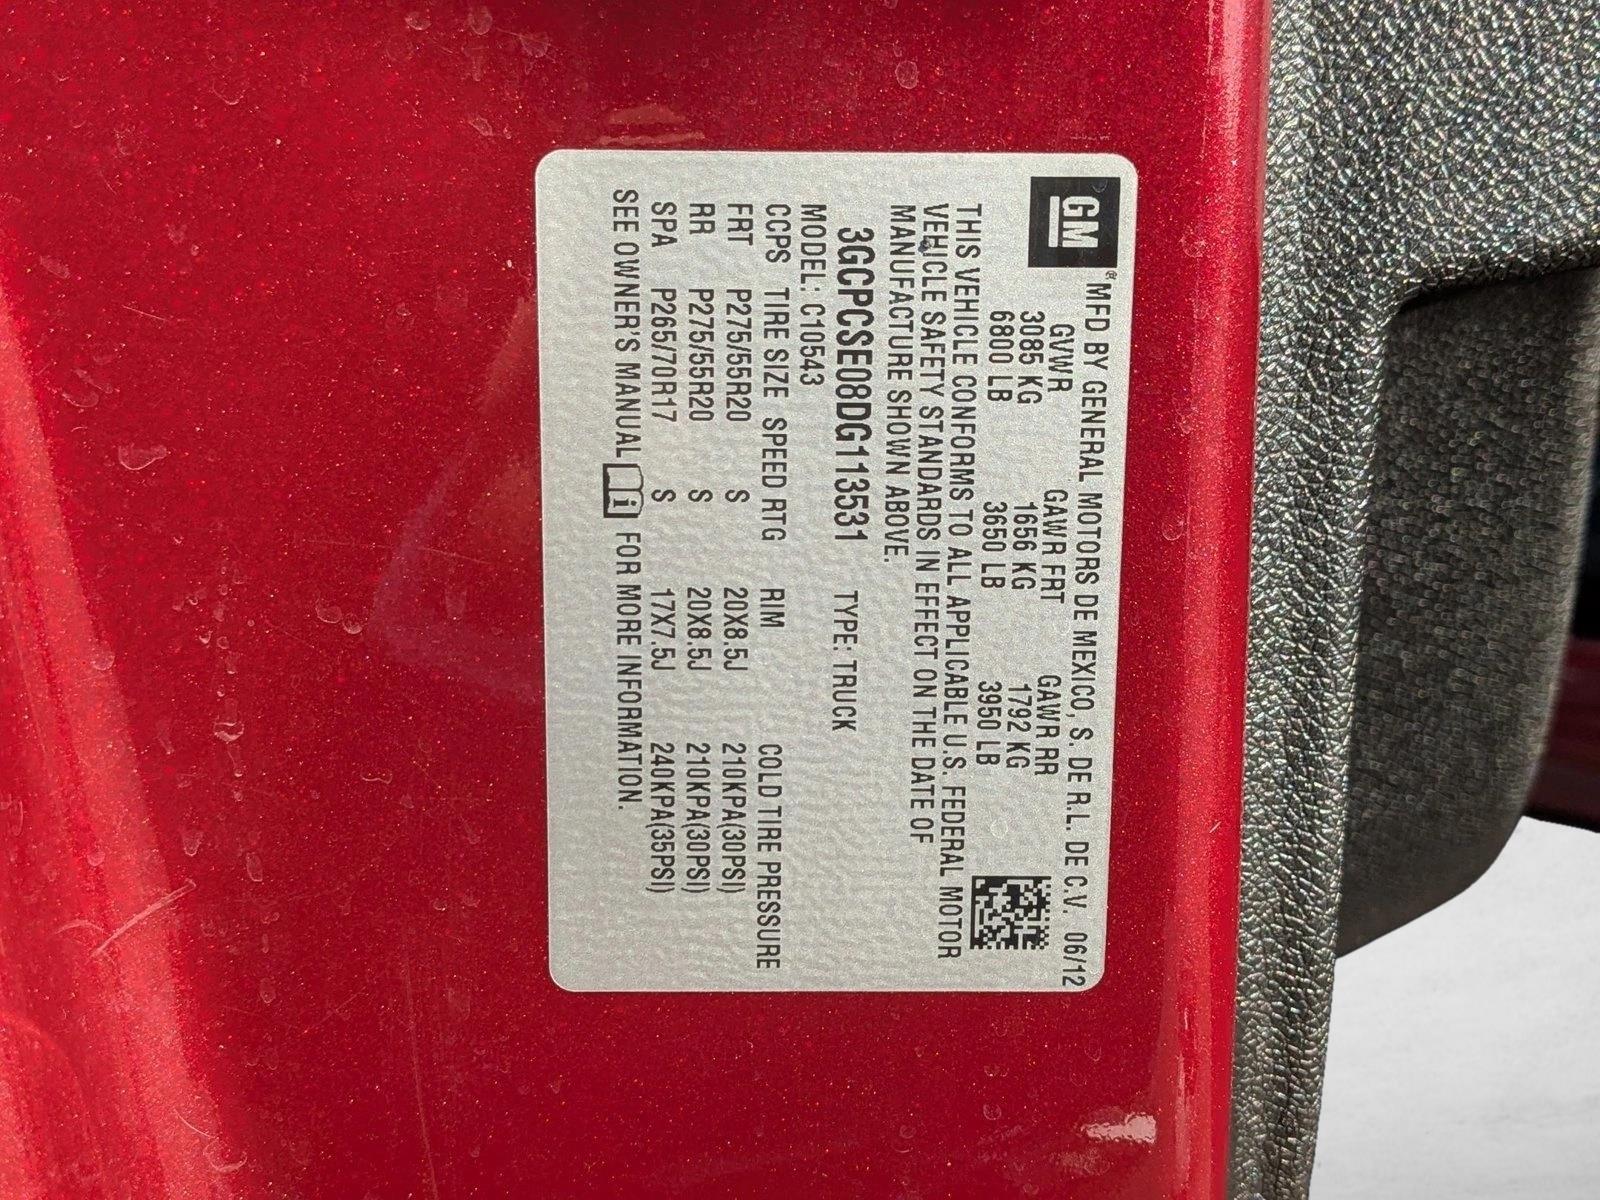 GM® MFD BY GENERAL MOTORS DE MEXICO, S. DE R.L. DE C.V. 06/12
GVWR GAWR FRT GAWR RR
3085 KG 1656 KG 1792 KG
6800 LB 3650 LB 3950 LB
THIS VEHICLE CONFORMS TO ALL APPLICABLE U.S. FEDERAL MOTOR
VEHICLE SAFETY STANDARDS IN EFFECT ON THE DATE OF
MANUFACTURE SHOWN ABOVE.
3GCPCSE08DG113531 TYPE: TRUCK
MODEL: C10543
CCPS TIRE SIZE SPEED RTG RIM COLD TIRE PRESSURE
FRT P275/55R20 S 20X8.5J 210KPA(30PSI)
RR P275/55R20 S 20X8.5J 210KPA(30PSI)
SPA P265/70R17 S 17X7.5J 240KPA(35PSI)
SEE OWNER'S MANUAL i FOR MORE INFORMATION.